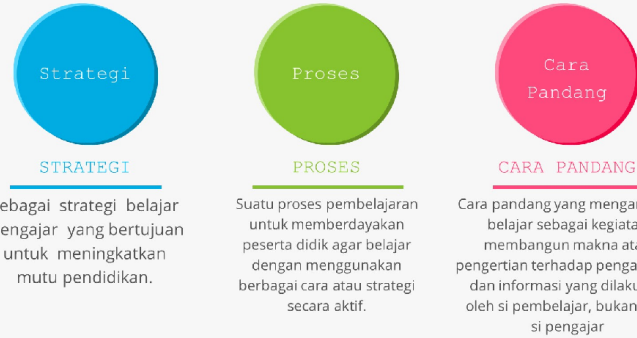 Strategi
Proses
Cara
Pandang
STRATEGI
ebagai strategi belajar
engajar yang bertujuan
untuk meningkatkan
mutu pendidikan.
PROSES
Suatu proses pembelajaran
untuk memberdayakan
peserta didik agar belajar
dengan menggunakan
berbagai cara atau strategi
secara aktif.
CARA PANDANG
Cara pandang yang mengan
belajar sebagai kegiata
membangun makna ata
pengertian terhadap penga
dan informasi yang dilaku
oleh si pembelajar, bukan
si pengajar